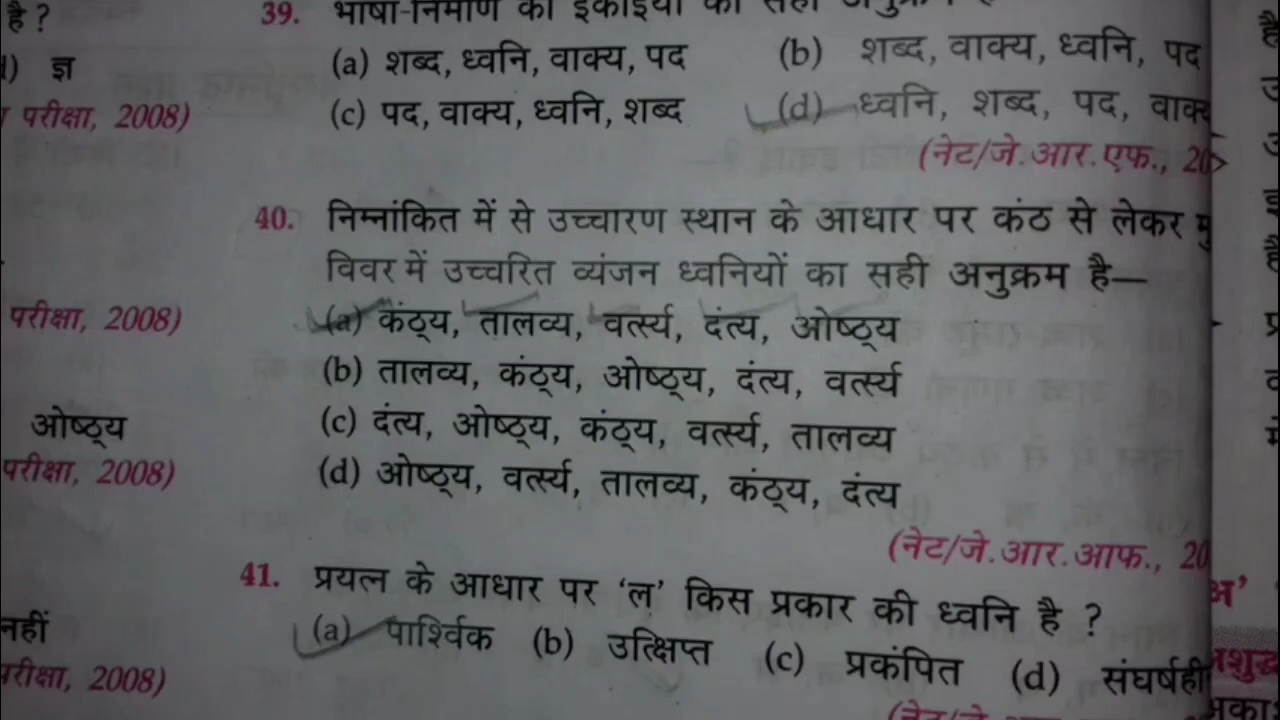 है ?
ज्ञ
परीक्षा, 2008)
परीक्षा, 2008)
ओष्ठ्य
परीक्षा, 2008)
नहीं
परीक्षा, 2008)
39. भाषा-निर्माण की इकाइयों का सही अनुक्रम है
(a) शब्द, ध्वनि, वाक्य, पद (b) शब्द, वाक्य, ध्वनि, पद
(c) पद, वाक्य, ध्वनि, शब्द (d) ध्वनि, शब्द, पद, वाक्य
(नेट/जे.आर.एफ., 20
40. निम्नांकित में से उच्चारण स्थान के आधार पर कंठ से लेकर
विवर में उच्चरित व्यंजन ध्वनियों का सही अनुक्रम है—
(a) कंठ्य, तालव्य, वर्त्स्य, दंत्य, ओष्ठ्य
(b) तालव्य, कंठ्य, ओष्ठ्य, दंत्य, वर्त्स्य
(c) दंत्य, ओष्ठ्य, कंठ्य, वर्त्स्य, तालव्य
(d) ओष्ठ्य, वर्त्स्य, तालव्य, कंठ्य, दंत्य
(नेट/जे.आर.आफ., 20
41. प्रयत्न के आधार पर ‘ल’ किस प्रकार की ध्वनि है ?
(a) पार्श्विक (b) उत्क्षिप्त (c) प्रकंपित (d) संघर्षही